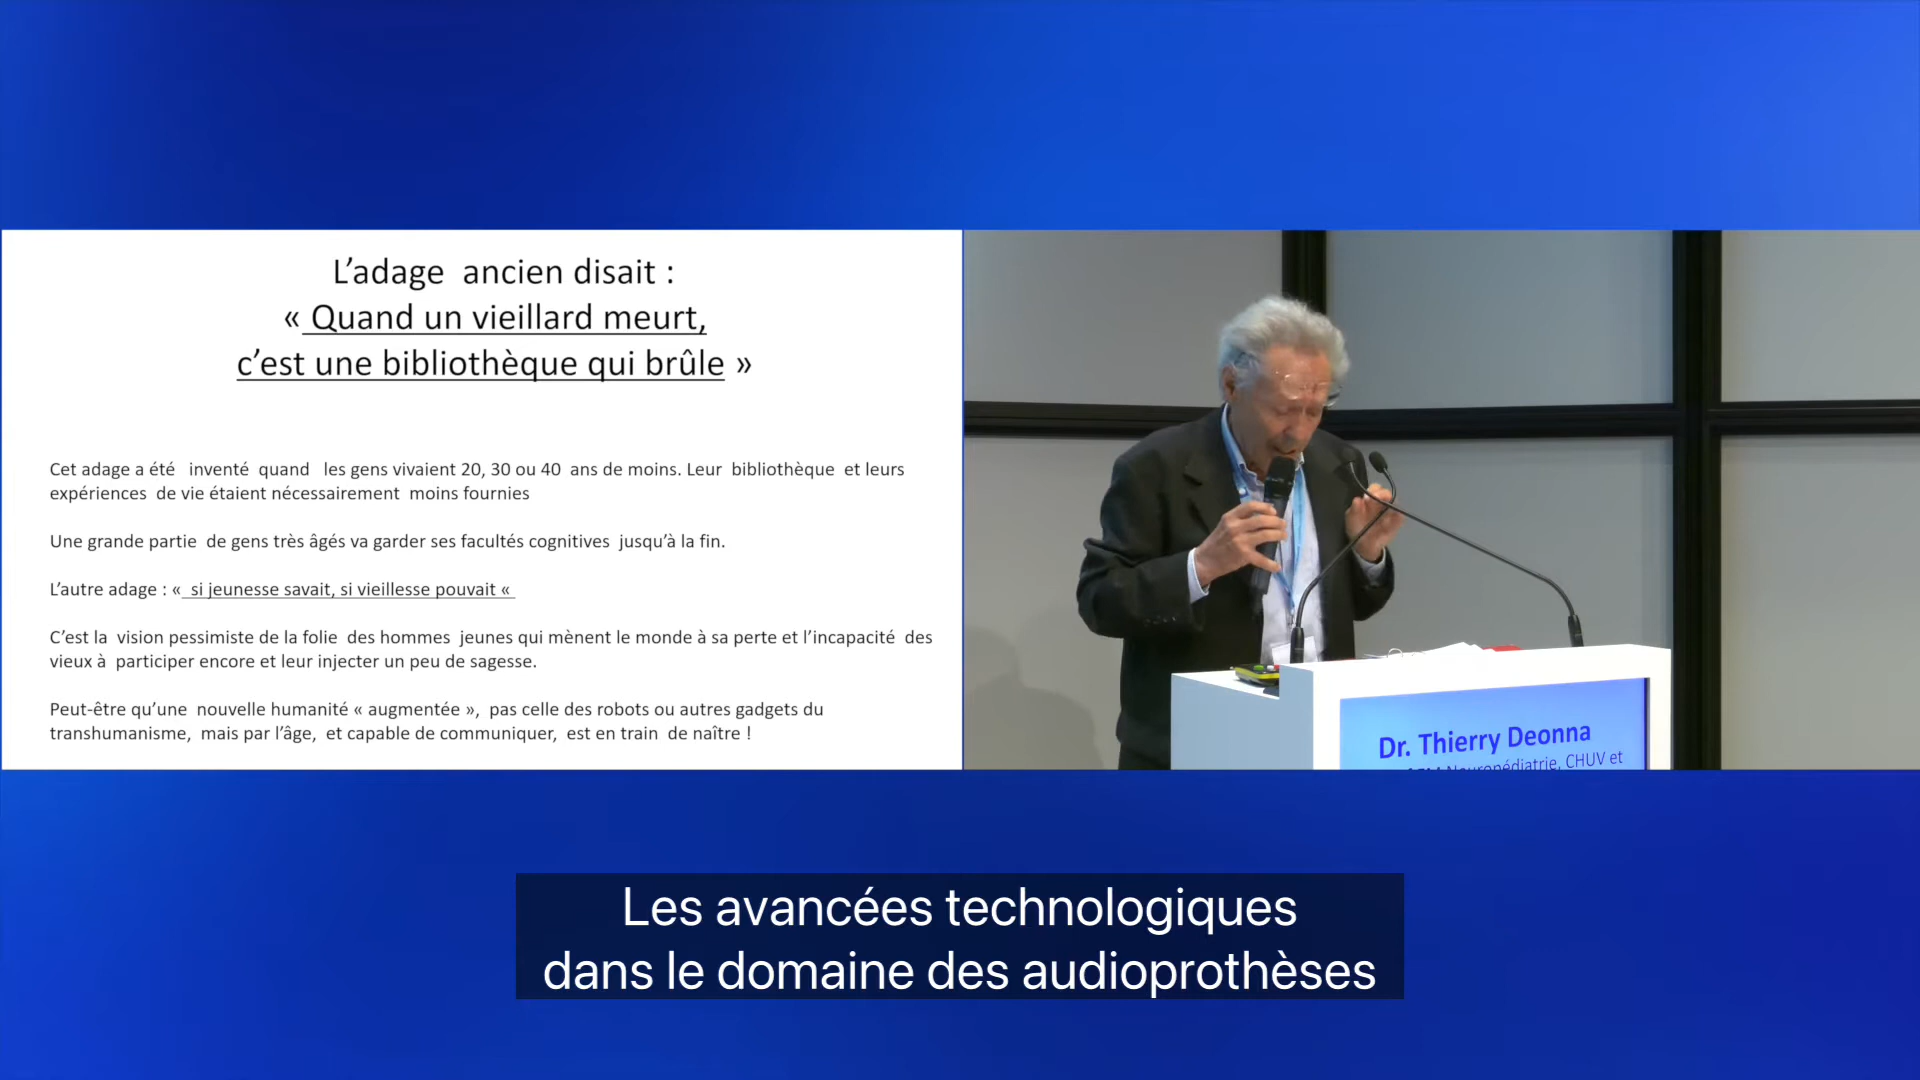 L’adage ancien disait :
« Quand un vieillard meurt,
c’est une bibliothèque qui brûle »
Cet adage a été inventé quand les gens vivaient 20, 30 ou 40 ans de moins. Leur bibliothèque et leurs
expériences de vie étaient nécessairement moins fournies
Une grande partie de gens très âgés va garder ses facultés cognitives jusqu’à la fin.
L’autre adage : « si jeunesse savait, si vieillesse pouvait «
C’est la vision pessimiste de la folie des hommes jeunes qui mènent le monde à sa perte et l’incapacité des
vieux à participer encore et leur injecter un peu de sagesse.
Peut-être qu’une nouvelle humanité « augmentée », pas celle des robots ou autres gadgets du
transhumanisme, mais par l’âge, et capable de communiquer, est en train de naître !
Dr. Thierry Deonna
Neuropédiatrie, CHUV et
Les avancées technologiques
dans le domaine des audioprothèses